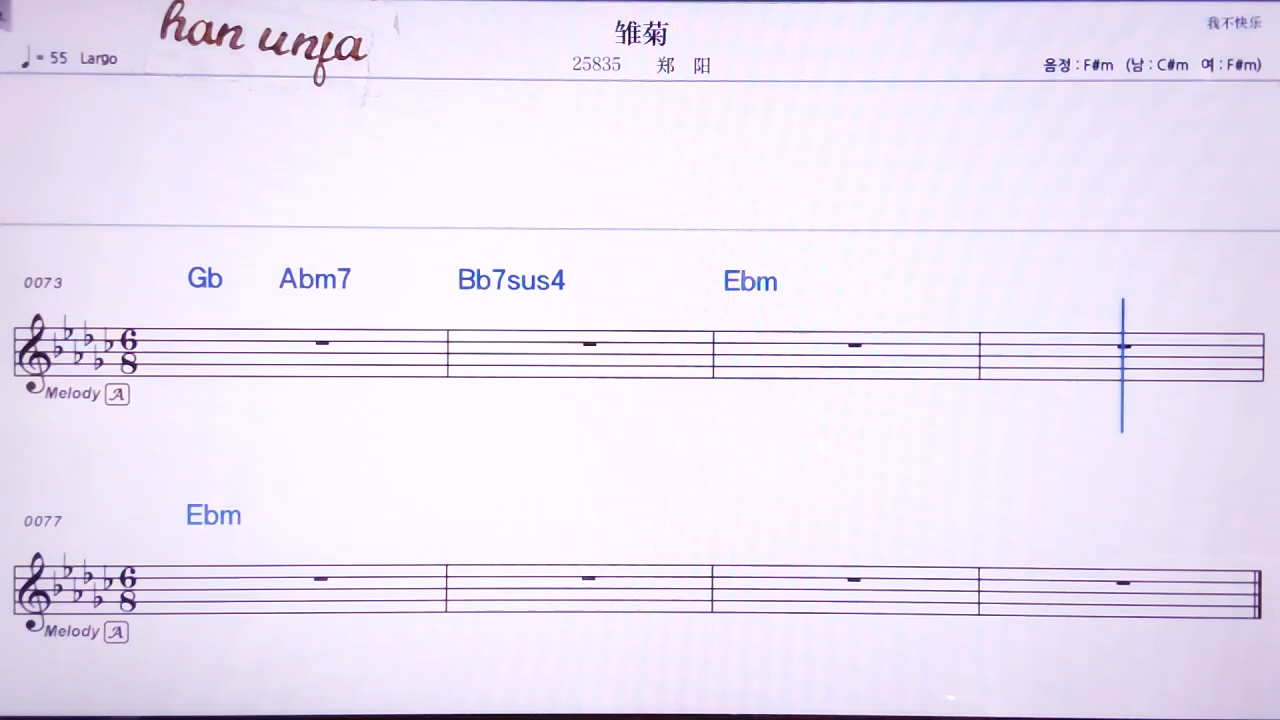 han unfa
雏菊
我不快乐
♩ = 55 Largo
25835 郑 阳
음정 : F#m (남 : C#m 여 : F#m)
0073 Gb Abm7 Bb7sus4 Ebm
6
8
Melody A
0077 Ebm
6
8
Melody A